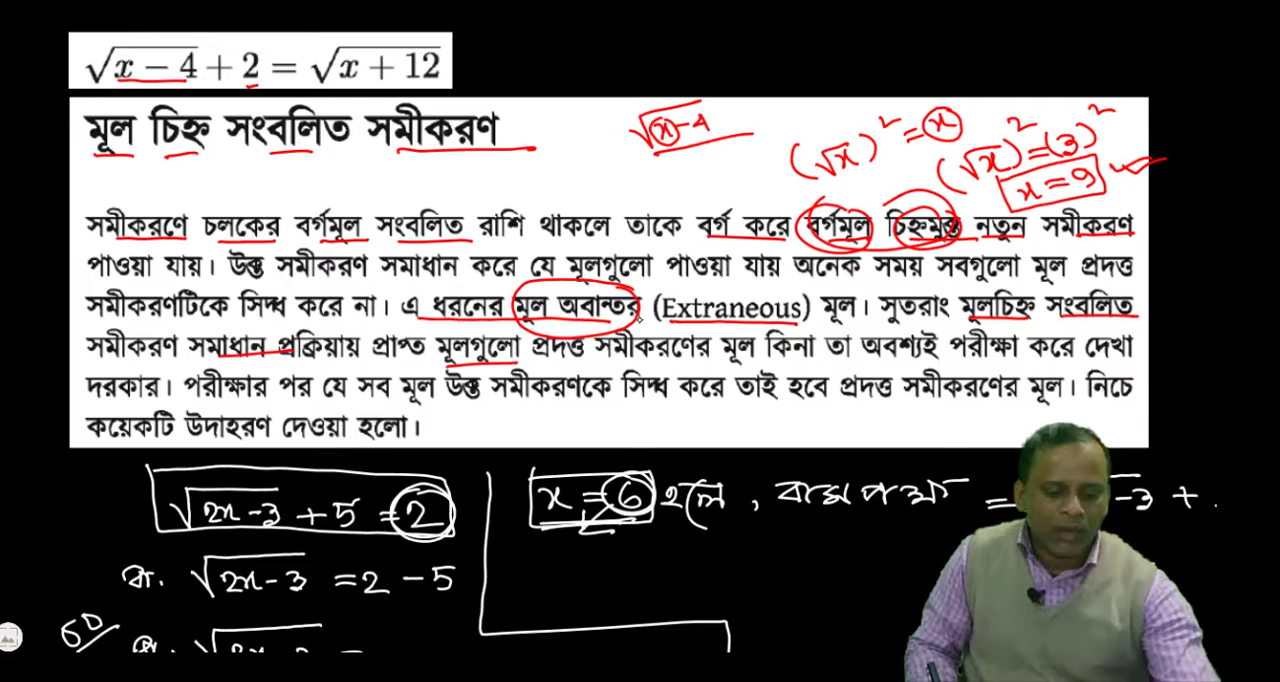 √x − 4 + 2 = √x + 12
মূল চিহ্ন সংবলিত সমীকরণ
√x-4
(√x)² = x
(√x)² = (3)²
x = 9
সমীকরণে চলকের বর্গমূল সংবলিত রাশি থাকলে তাকে বর্গ করে বর্গমূল চিহ্নমুক্ত নতুন সমীকরণ
পাওয়া যায়। উক্ত সমীকরণ সমাধান করে যে মূলগুলো পাওয়া যায় অনেক সময় সবগুলো মূল প্রদত্ত
সমীকরণটিকে সিদ্ধ করে না। এ ধরনের মূল অবান্তর (Extraneous) মূল। সুতরাং মূলচিহ্ন সংবলিত
সমীকরণ সমাধান প্রক্রিয়ায় প্রাপ্ত মূলগুলো প্রদত্ত সমীকরণের মূল কিনা তা অবশ্যই পরীক্ষা করে দেখা
দরকার। পরীক্ষার পর যে সব মূল উক্ত সমীকরণকে সিদ্ধ করে তাই হবে প্রদত্ত সমীকরণের মূল। নিচে
কয়েকটি উদাহরণ দেওয়া হলো।
√2x-3 + 5 = 2
বা. √2x-3 = 2 - 5
x = 6 হলে, বামপক্ষ = -3 +